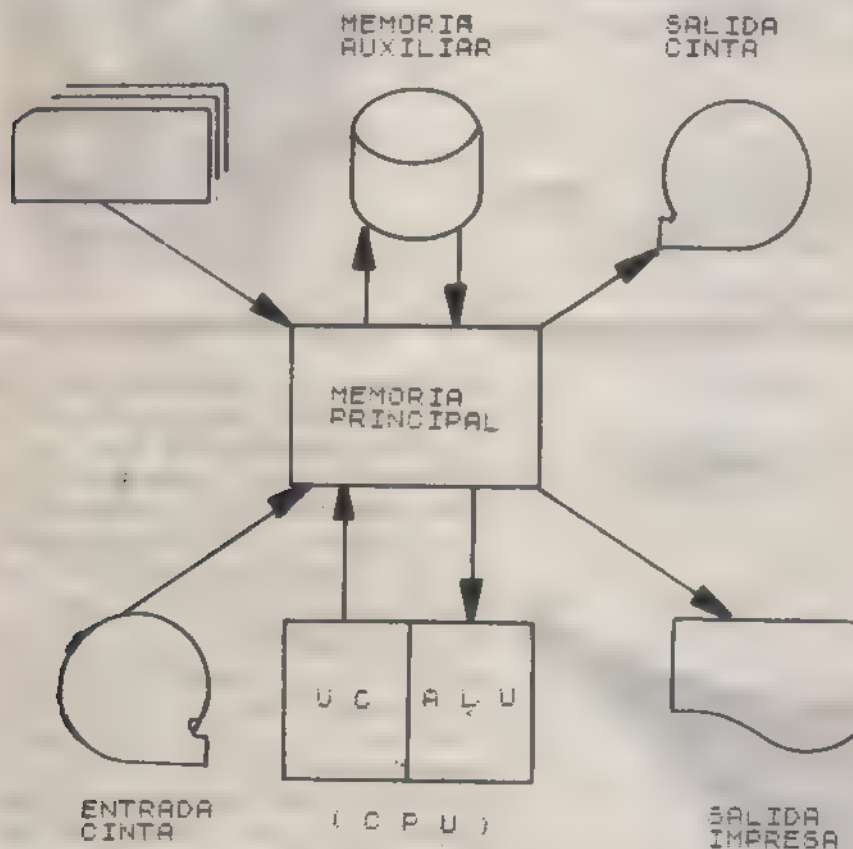 MEMORIA
AUXILIAR
SALIDA
CINTA
MEMORIA
PRINCIPAL
U C
A L U
ENTRADA
CINTA
( C P U )
SALIDA
IMPRESA